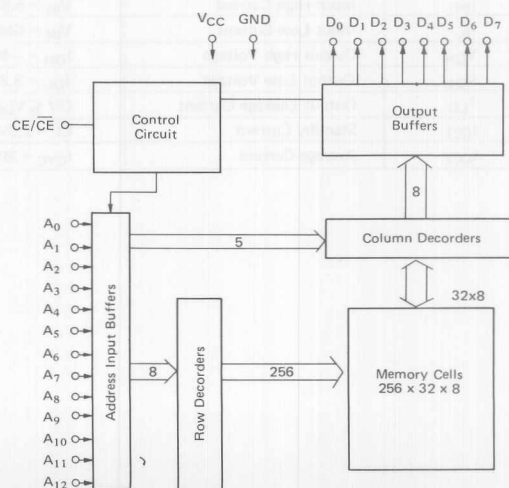 VCC GND
D0 D1 D2 D3 D4 D5 D6 D7
CE/C̅E̅
Control
Circuit
Output
Buffers
8
A0
A1
A2
A3
A4
A5
A6
A7
A8
A9
A10
A11
A12
Address Input Buffers
5
Column Decorders
32x8
8
Row Decorders
256
Memory Cells
256 x 32 x 8